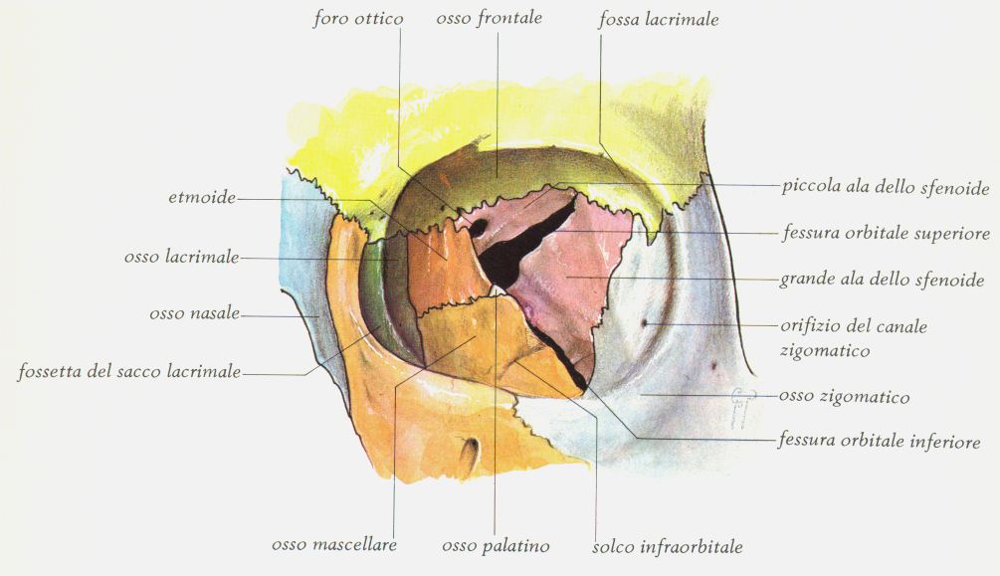 foro ottico
osso frontale
fossa lacrimale
etmoide
piccola ala dello sfenoide
fessura orbitale superiore
osso lacrimale
grande ala dello sfenoide
osso nasale
orifizio del canale
zigomatico
fossetta del sacco lacrimale
osso zigomatico
fessura orbitale inferiore
osso mascellare
osso palatino
solco infraorbitale